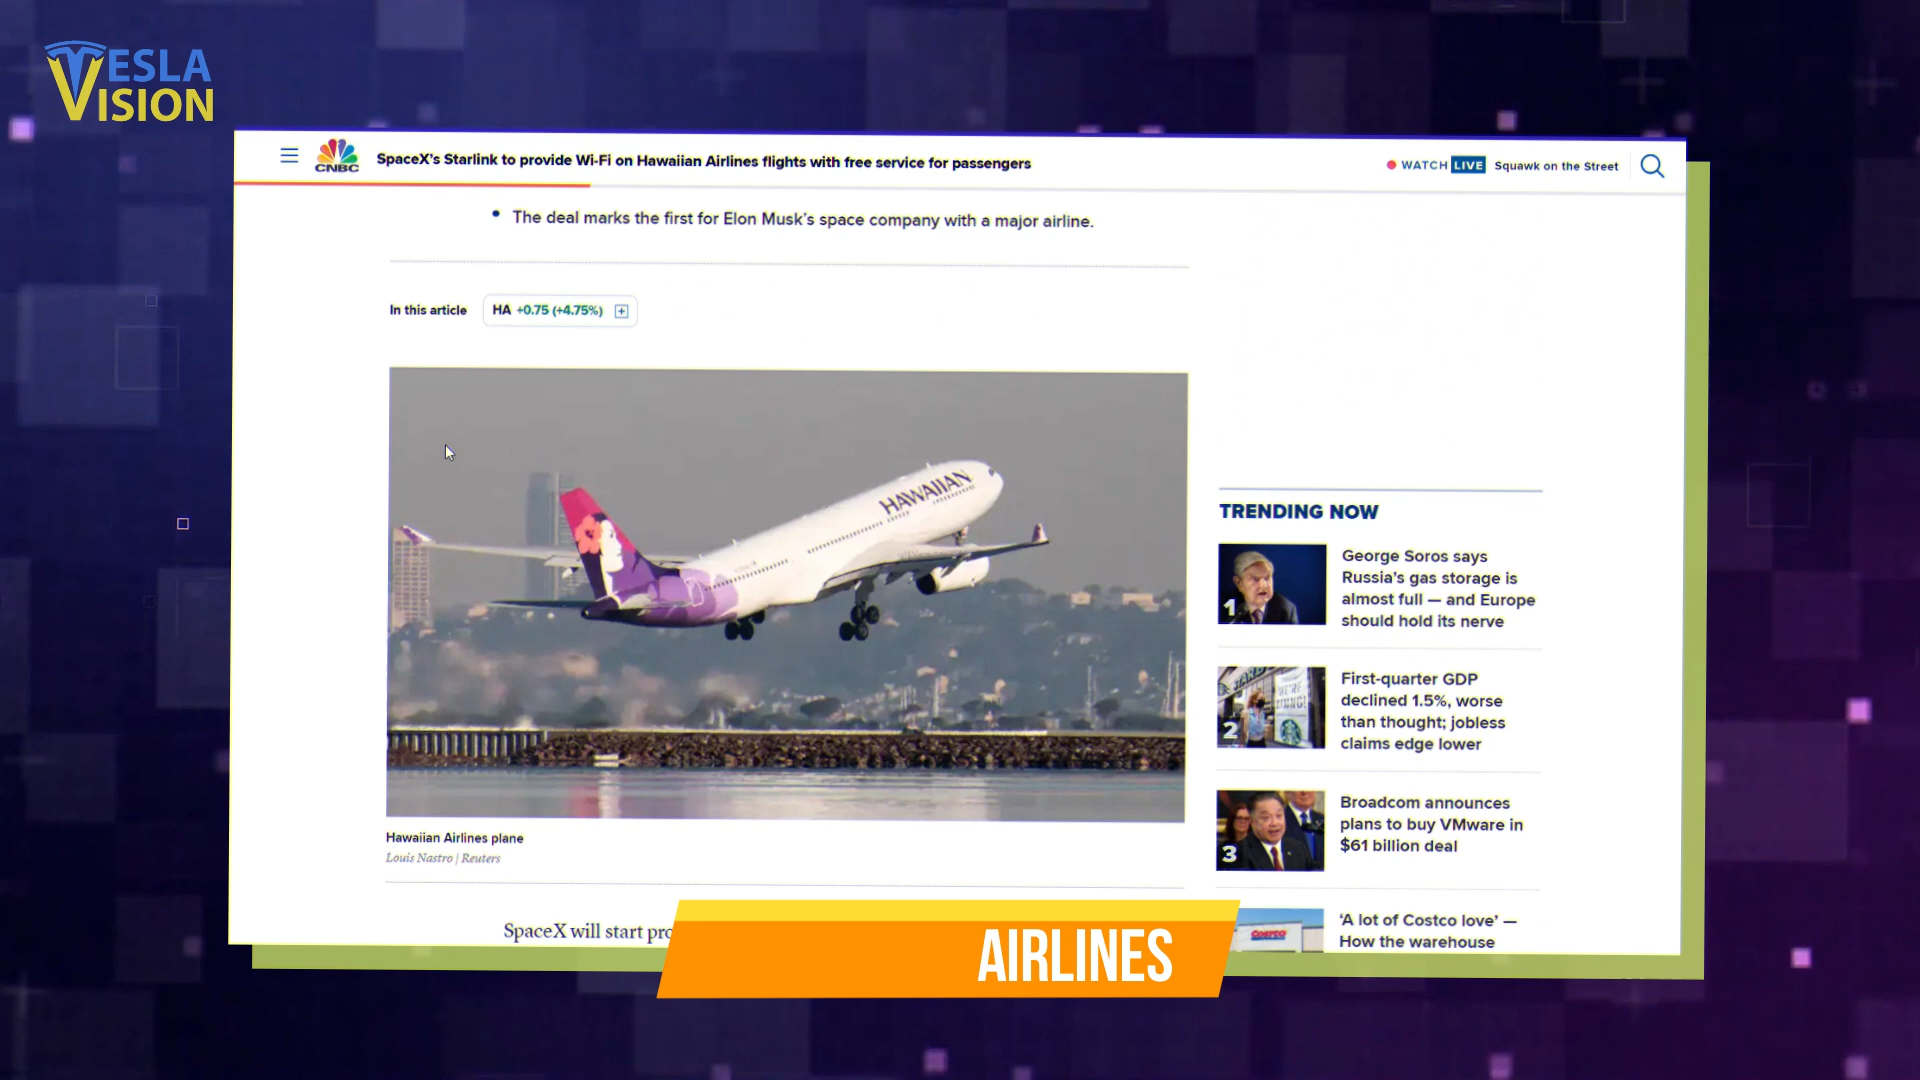 TESLA
VISION
CNBC
SpaceX's Starlink to provide Wi-Fi on Hawaiian Airlines flights with free service for passengers
WATCH LIVE Squawk on the Street
• The deal marks the first for Elon Musk's space company with a major airline.
In this article HA +0.75 (+4.75%)
HAWAIIAN
Hawaiian Airlines plane
Louis Nastro | Reuters
SpaceX will start pro
TRENDING NOW
1
George Soros says
Russia's gas storage is
almost full — and Europe
should hold its nerve
2
First-quarter GDP
declined 1.5%, worse
than thought; jobless
claims edge lower
3
Broadcom announces
plans to buy VMware in
$61 billion deal
COSTCO
'A lot of Costco love' —
How the warehouse
AIRLINES